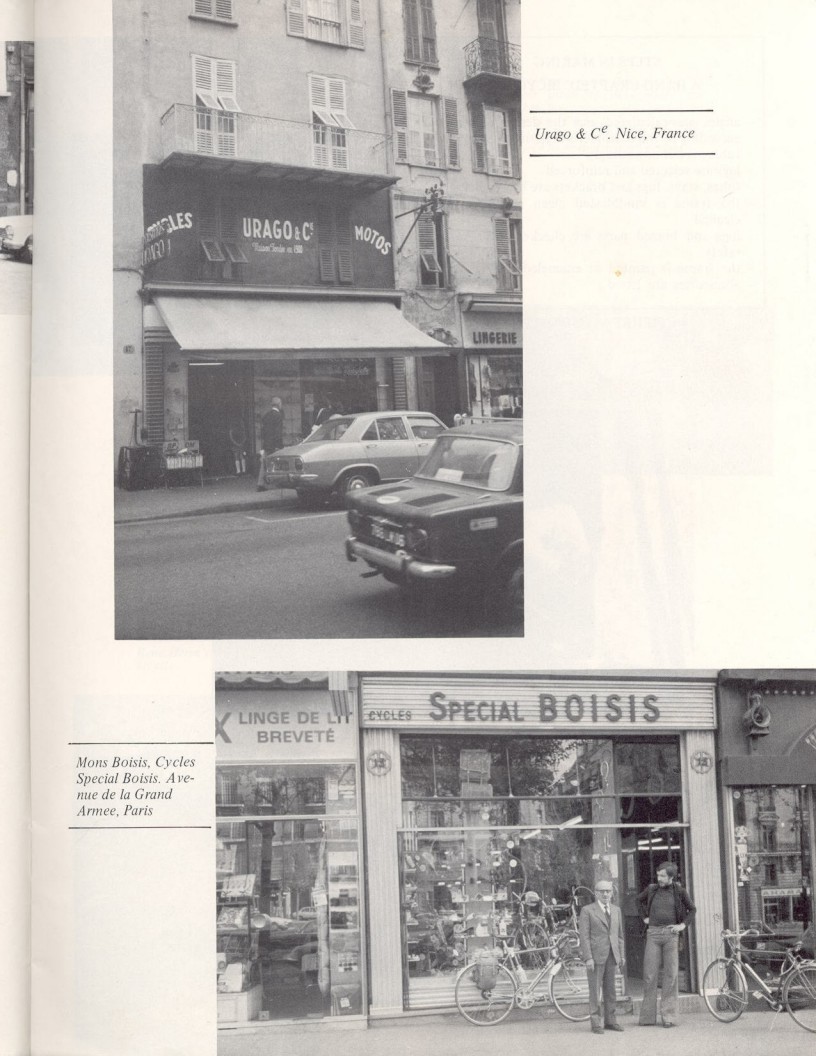 Urago & Cᵉ. Nice, France
URAGO & Cᵉ
MOTOS
LINGERIE
LINGE DE LIT
BREVETÉ
CYCLES SPECIAL BOISIS
Mons Boisis, Cycles
Special Boisis. Ave-
nue de la Grand
Armee, Paris